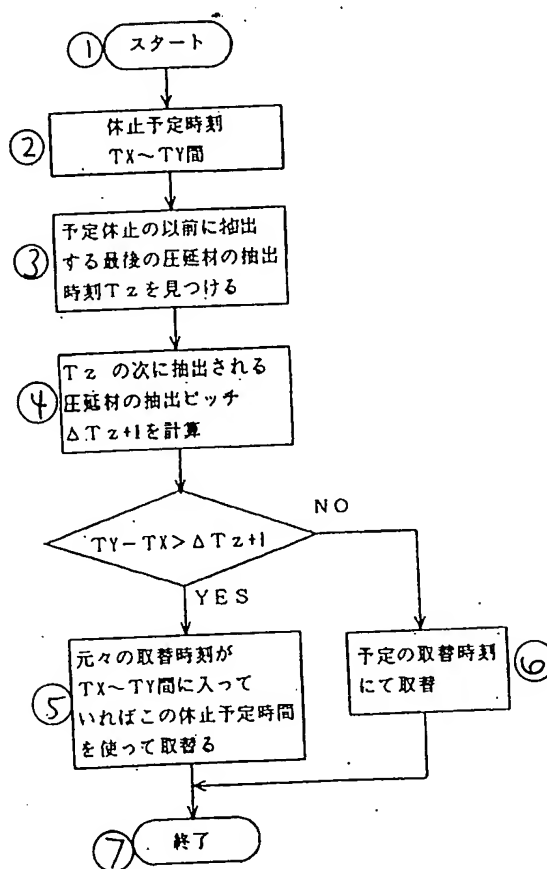 ① スタート
② 休止予定時刻
TX〜TY間
③ 予定休止の以前に抽出
する最後の圧延材の抽出
時刻Tzを見つける
④ Tzの次に抽出される
圧延材の抽出ピッチ
ΔTz+1を計算
TY−TX>ΔTz+1
NO
YES
⑤ 元々の取替時刻が
TX〜TY間に入って
いればこの休止予定時間
を使って取替る
⑥ 予定の取替時刻
にて取替
⑦ 終了